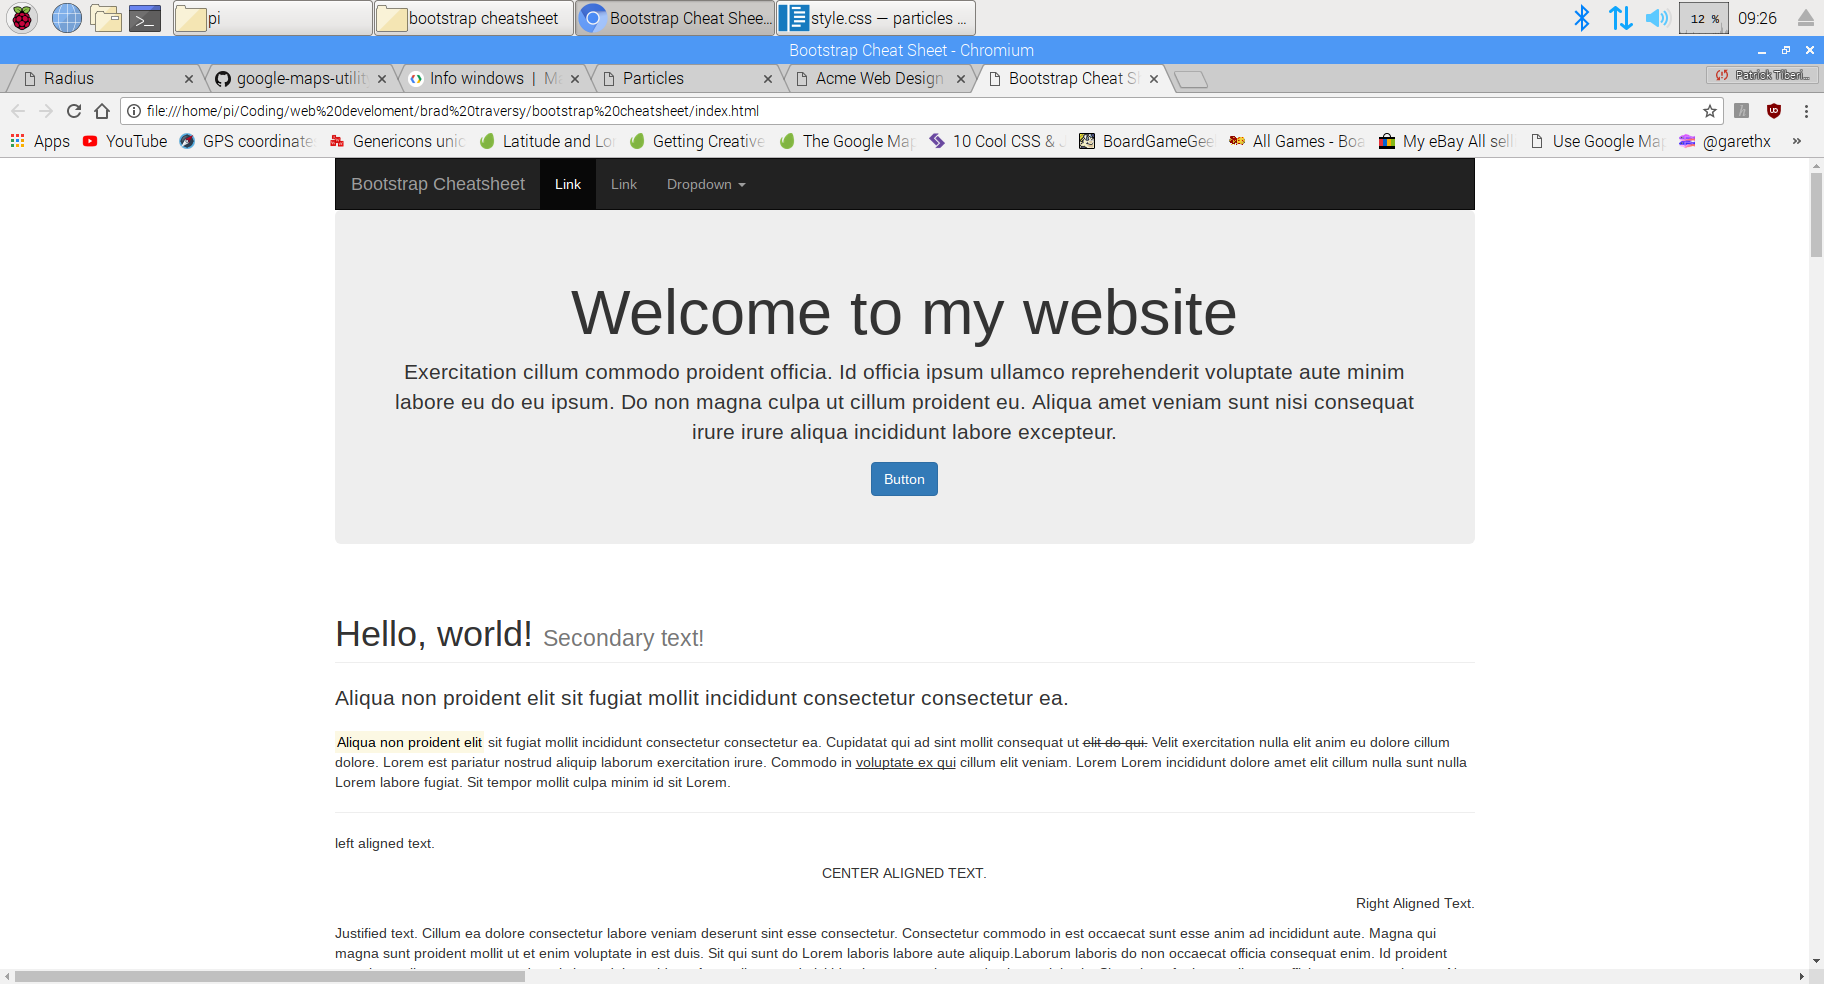 pi
bootstrap cheatsheet
Bootstrap Cheat Shee...
style.css — particles ...
12 %
09:26
Bootstrap Cheat Sheet - Chromium
Radius
google-maps-utility
Info windows |
Particles
Acme Web Design
Bootstrap Cheat S
Patrick Tilberi...
file:///home/pi/Coding/web%20develoment/brad%20traversy/bootstrap%20cheatsheet/index.html
Apps
YouTube
GPS coordinate
Genericons unic
Latitude and Lo
Getting Creative
The Google Map
10 Cool CSS & J
BoardGameGee
All Games - Boa
My eBay All sell
Use Google Map
@garethx
»
Bootstrap Cheatsheet
Link
Link
Dropdown
Welcome to my website
Exercitation cillum commodo proident officia. Id officia ipsum ullamco reprehenderit voluptate aute minim
labore eu do eu ipsum. Do non magna culpa ut cillum proident eu. Aliqua amet veniam sunt nisi consequat
irure irure aliqua incididunt labore excepteur.
Button
Hello, world! Secondary text!
Aliqua non proident elit sit fugiat mollit incididunt consectetur consectetur ea.
Aliqua non proident elit sit fugiat mollit incididunt consectetur consectetur ea. Cupidatat qui ad sint mollit consequat ut elit do qui. Velit exercitation nulla elit anim eu dolore cillum
dolore. Lorem est pariatur nostrud aliquip laborum exercitation irure. Commodo in voluptate ex qui cillum elit veniam. Lorem Lorem incididunt dolore amet elit cillum nulla sunt nulla
Lorem labore fugiat. Sit tempor mollit culpa minim id sit Lorem.
left aligned text.
CENTER ALIGNED TEXT.
Right Aligned Text.
Justified text. Cillum ea dolore consectetur labore veniam deserunt sint esse consectetur. Consectetur commodo in est occaecat sunt esse anim ad incididunt aute. Magna qui
magna sunt proident mollit ut et enim voluptate in est duis. Sit qui sunt do Lorem laboris labore aute aliquip.Laborum laboris do non occaecat officia consequat enim. Id proident